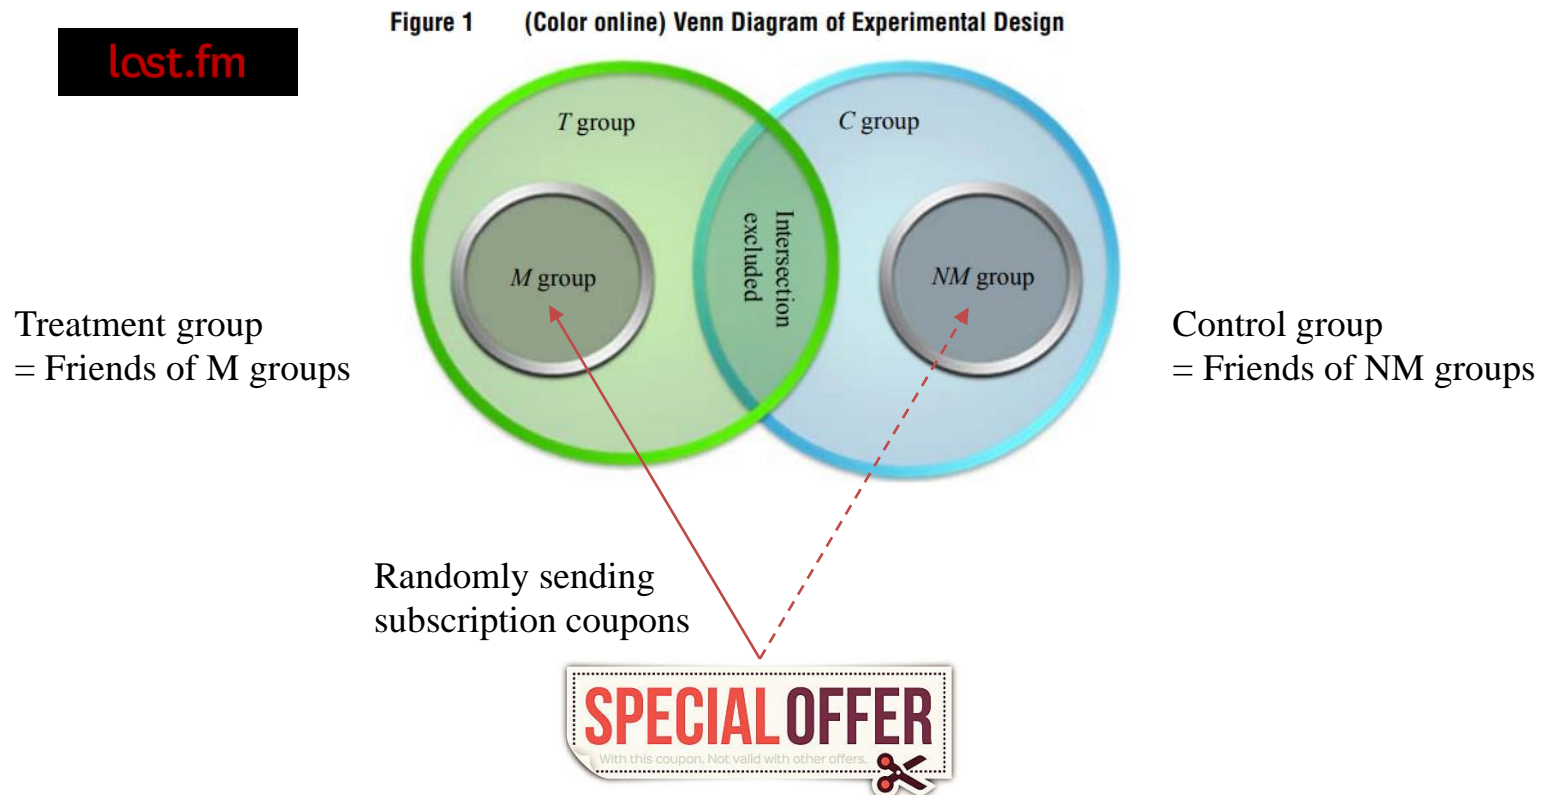 Figure 1 (Color online) Venn Diagram of Experimental Design
last.fm
T group
C group
Intersection
excluded
M group
NM group
Treatment group
= Friends of M groups
Control group
= Friends of NM groups
Randomly sending
subscription coupons
SPECIAL OFFER
With this coupon. Not valid with other offers.